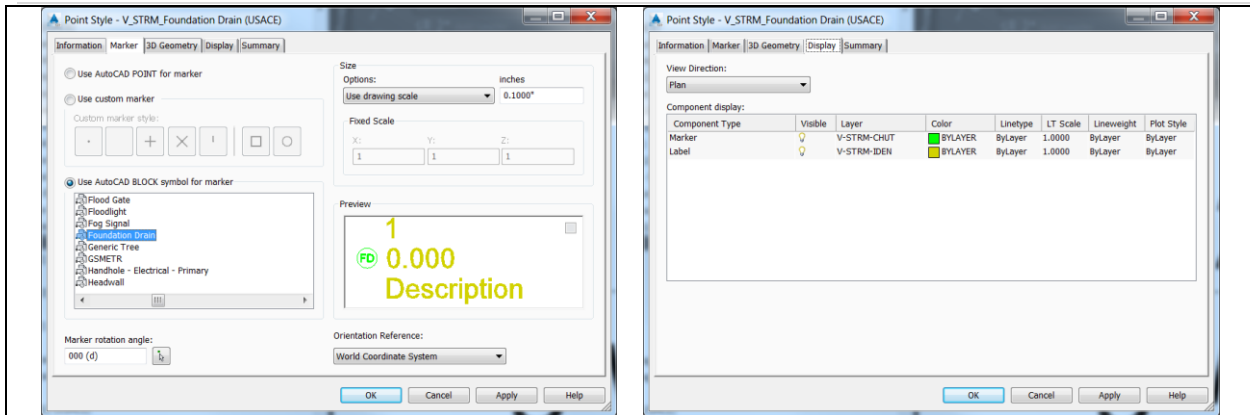 Point Style - V_STRM_Foundation Drain (USACE)
Information Marker 3D Geometry Display Summary
Use AutoCAD POINT for marker
Use custom marker
Custom marker style:
Use AutoCAD BLOCK symbol for marker
Flood Gate
Floodlight
Fog Signal
Foundation Drain
Generic Tree
GSMETR
Handhole - Electrical - Primary
Headwall
Marker rotation angle:
000 (d)
Size
Options: inches
Use drawing scale 0.1000"
Fixed Scale
X: Y: Z:
1 1 1
Preview
1
FD 0.000
Description
Orientation Reference:
World Coordinate System
OK Cancel Apply Help
Point Style - V_STRM_Foundation Drain (USACE)
Information Marker 3D Geometry Display Summary
View Direction:
Plan
Component display:
Component Type Visible Layer Color Linetype LT Scale Lineweight Plot Style
Marker V-STRM-CHUT BYLAYER ByLayer 1.0000 ByLayer ByLayer
Label V-STRM-IDEN BYLAYER ByLayer 1.0000 ByLayer ByLayer
OK Cancel Apply Help